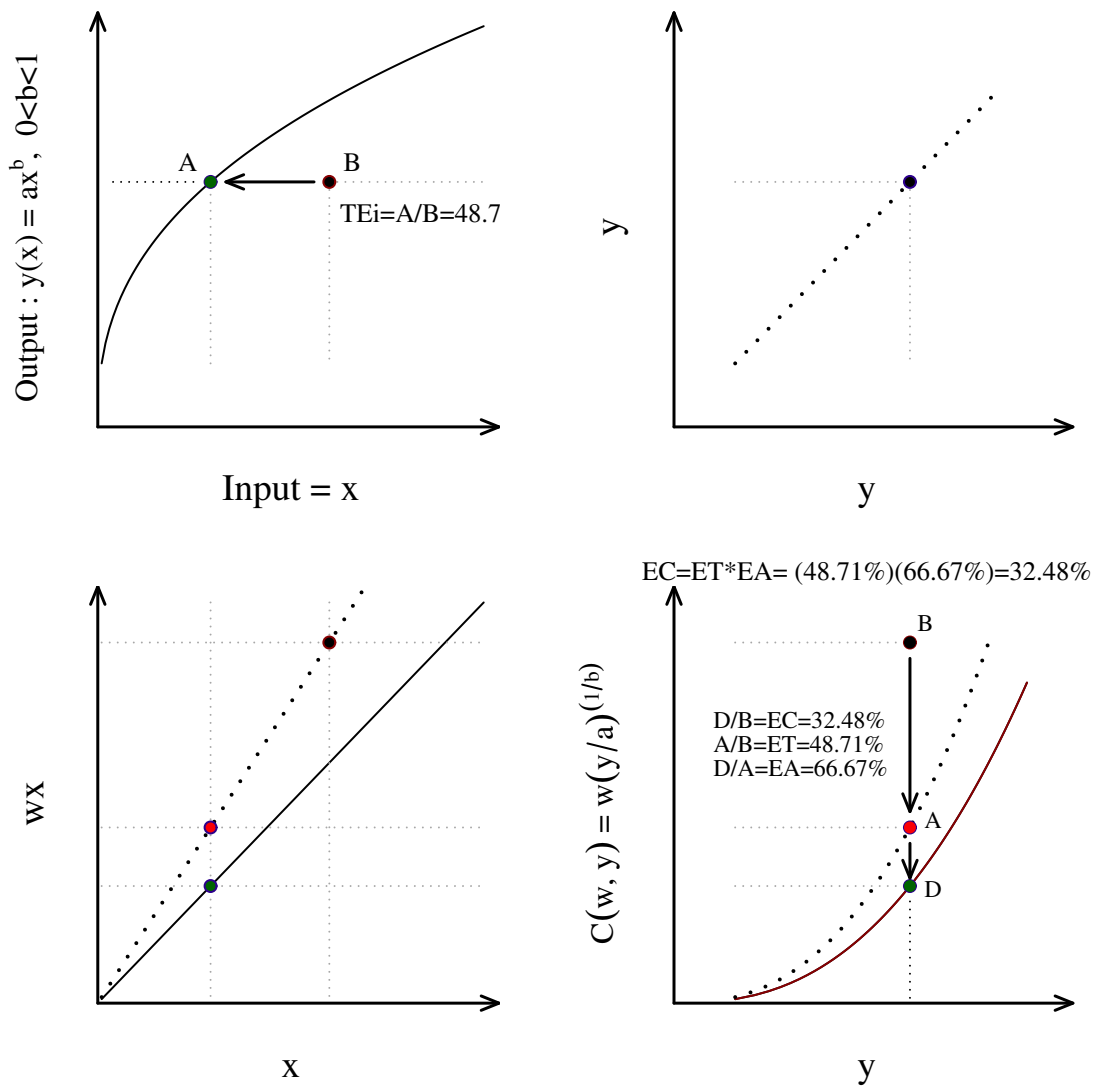 Output : y(x) = ax^b, 0<b<1
A
B
TEi=A/B=48.7
Input = x
y
y
wx
x
EC=ET*EA= (48.71%)(66.67%)=32.48%
C(w, y) = w(y/a)^(1/b)
B
D/B=EC=32.48%
A/B=ET=48.71%
D/A=EA=66.67%
A
D
y